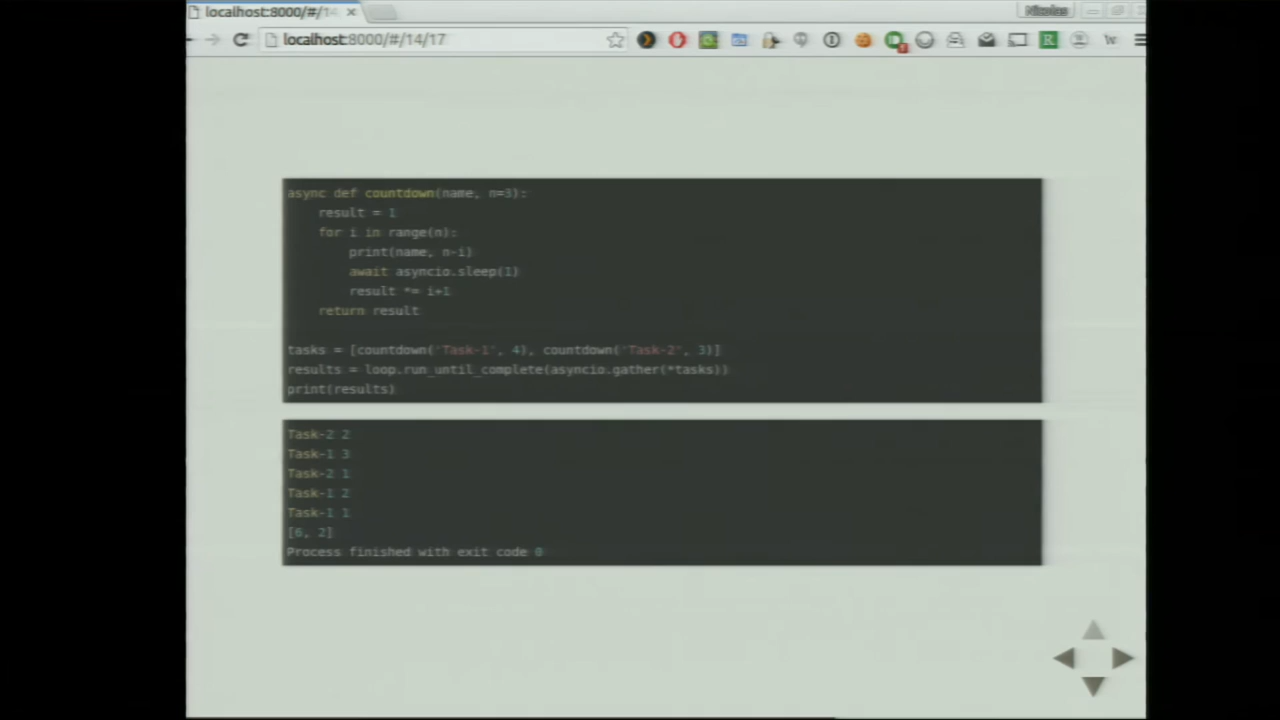 localhost:8000/#/14
Nicolas
localhost:8000/#/14/17
async def countdown(name, n=3):
result = 1
for i in range(n):
print(name, n-i)
await asyncio.sleep(1)
result *= i+1
return result
tasks = [countdown('Task-1', 4), countdown('Task-2', 3)]
results = loop.run_until_complete(asyncio.gather(*tasks))
print(results)
Task-2 2
Task-1 3
Task-2 1
Task-1 2
Task-1 1
[6, 2]
Process finished with exit code 0